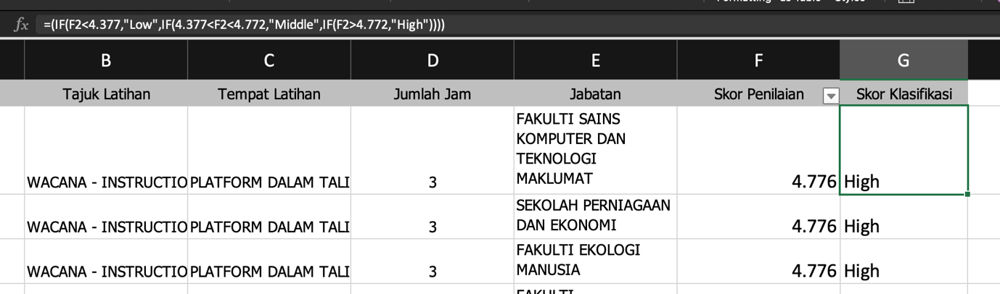 fx =(IF(F2<4.377,"Low",IF(4.377<F2<4.772,"Middle",IF(F2>4.772,"High"))))
B C D E F G
Tajuk Latihan Tempat Latihan Jumlah Jam Jabatan Skor Penilaian Skor Klasifikasi
FAKULTI SAINS
KOMPUTER DAN
TEKNOLOGI
MAKLUMAT
WACANA - INSTRUCTIO PLATFORM DALAM TALI 3 4.776 High
SEKOLAH PERNIAGAAN
DAN EKONOMI
WACANA - INSTRUCTIO PLATFORM DALAM TALI 3 4.776 High
FAKULTI EKOLOGI
MANUSIA
WACANA - INSTRUCTIO PLATFORM DALAM TALI 3 4.776 High